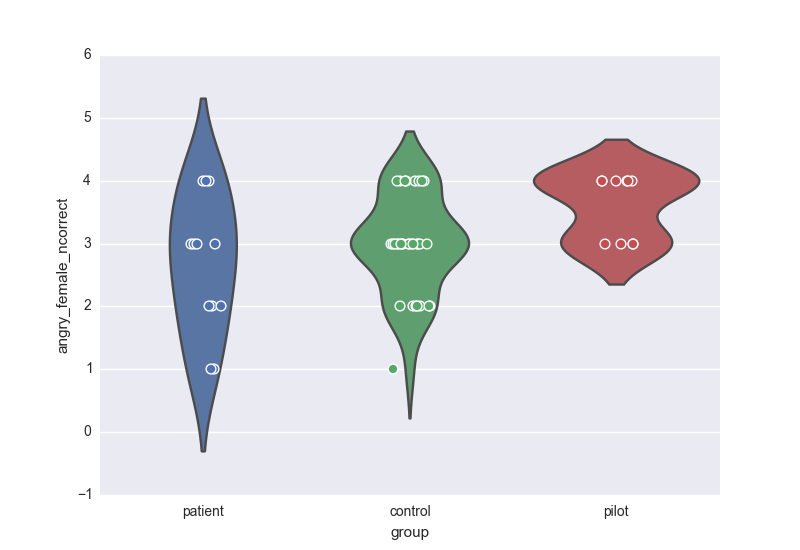 6
5
4
3
2
1
0
−1
angry_female_ncorrect
patient control pilot
group